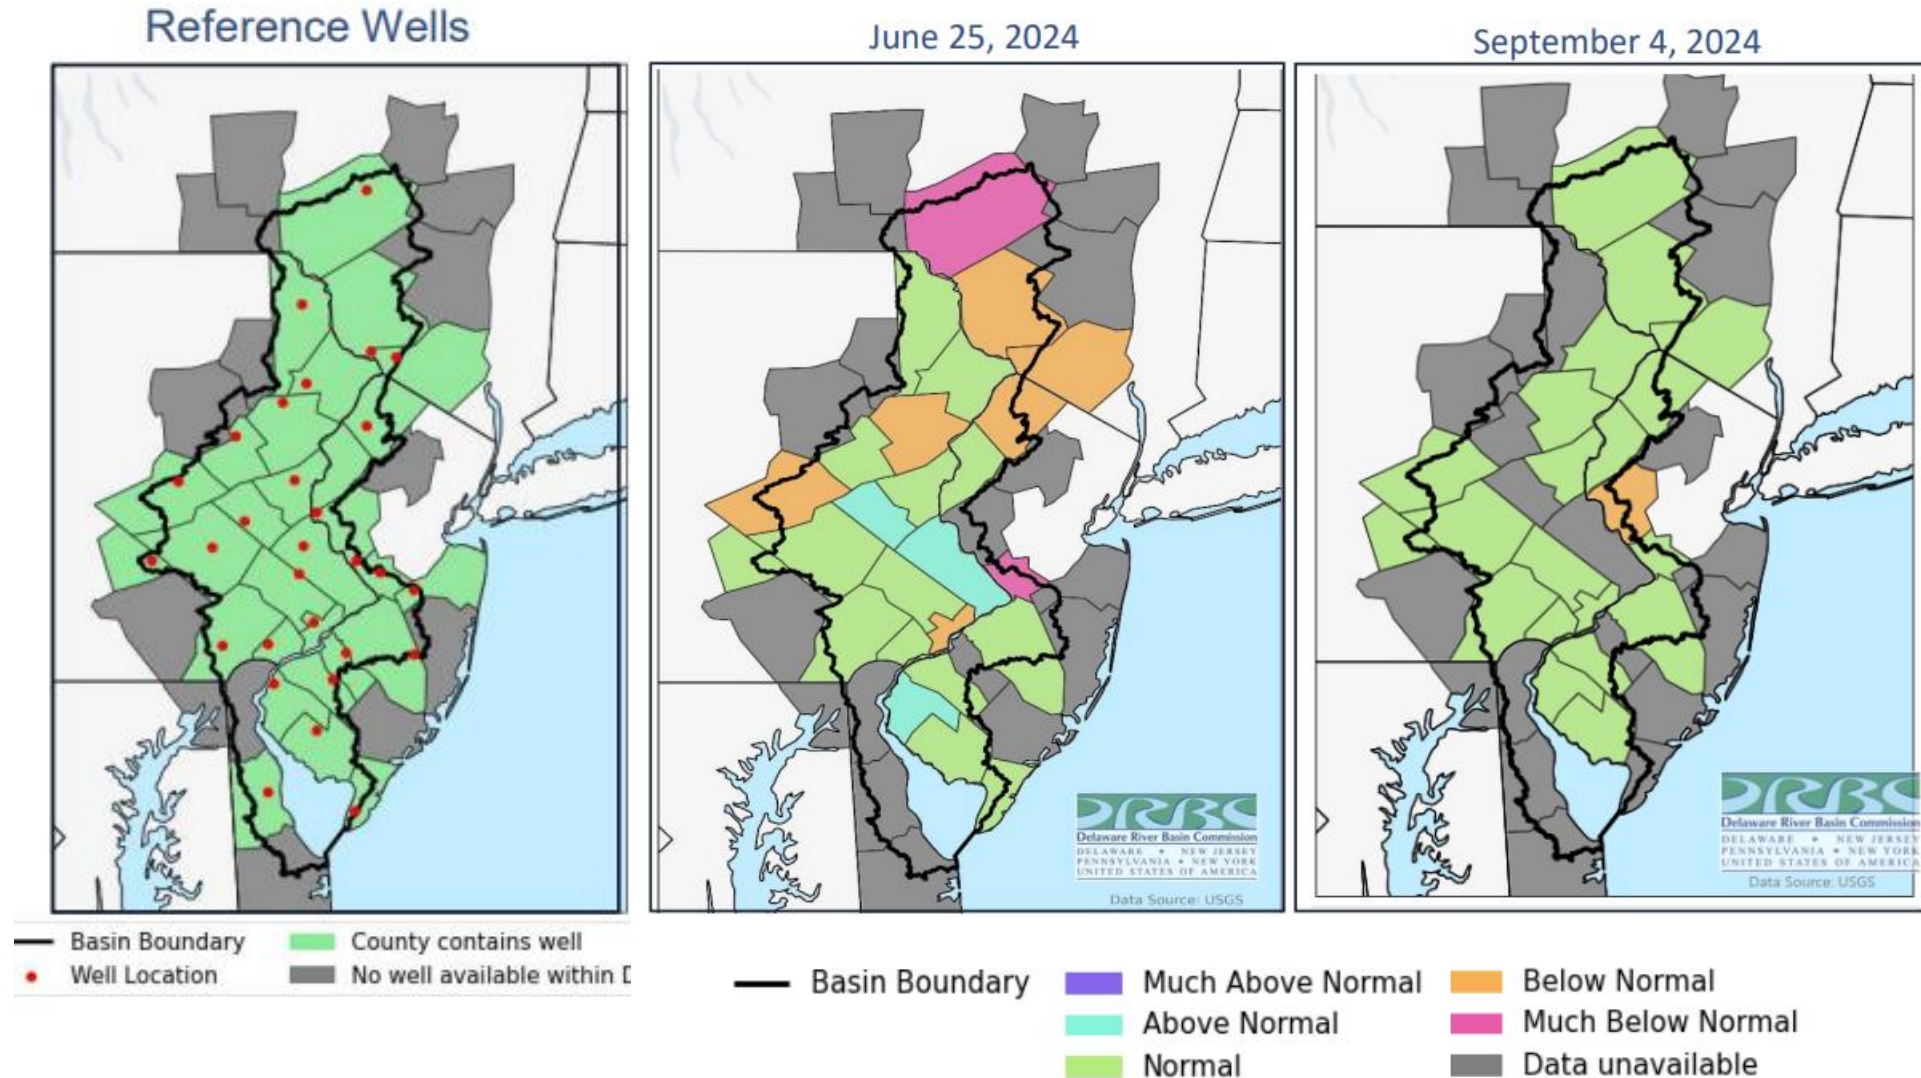 Reference Wells
June 25, 2024
September 4, 2024
DRBC
Delaware River Basin Commission
DELAWARE • NEW JERSEY
PENNSYLVANIA • NEW YORK
UNITED STATES OF AMERICA
Data Source: USGS
DRBC
Delaware River Basin Commission
DELAWARE • NEW JERSEY
PENNSYLVANIA • NEW YORK
UNITED STATES OF AMERICA
Data Source: USGS
Basin Boundary
County contains well
Well Location
No well available within D
Basin Boundary
Much Above Normal
Below Normal
Above Normal
Much Below Normal
Normal
Data unavailable